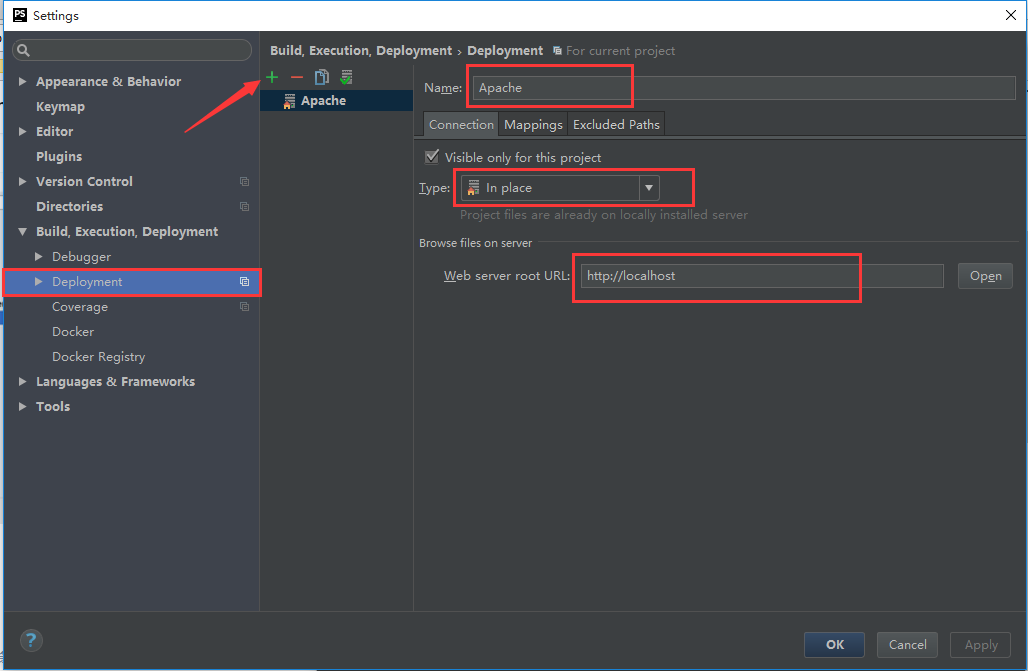 PS Settings
Build, Execution, Deployment › Deployment For current project
Appearance & Behavior
Keymap
Editor
Plugins
Version Control
Directories
Build, Execution, Deployment
Debugger
Deployment
Coverage
Docker
Docker Registry
Languages & Frameworks
Tools
Apache
Name: Apache
Connection Mappings Excluded Paths
Visible only for this project
Type: In place
Project files are already on locally installed server
Browse files on server
Web server root URL: http://localhost Open
? OK Cancel Apply